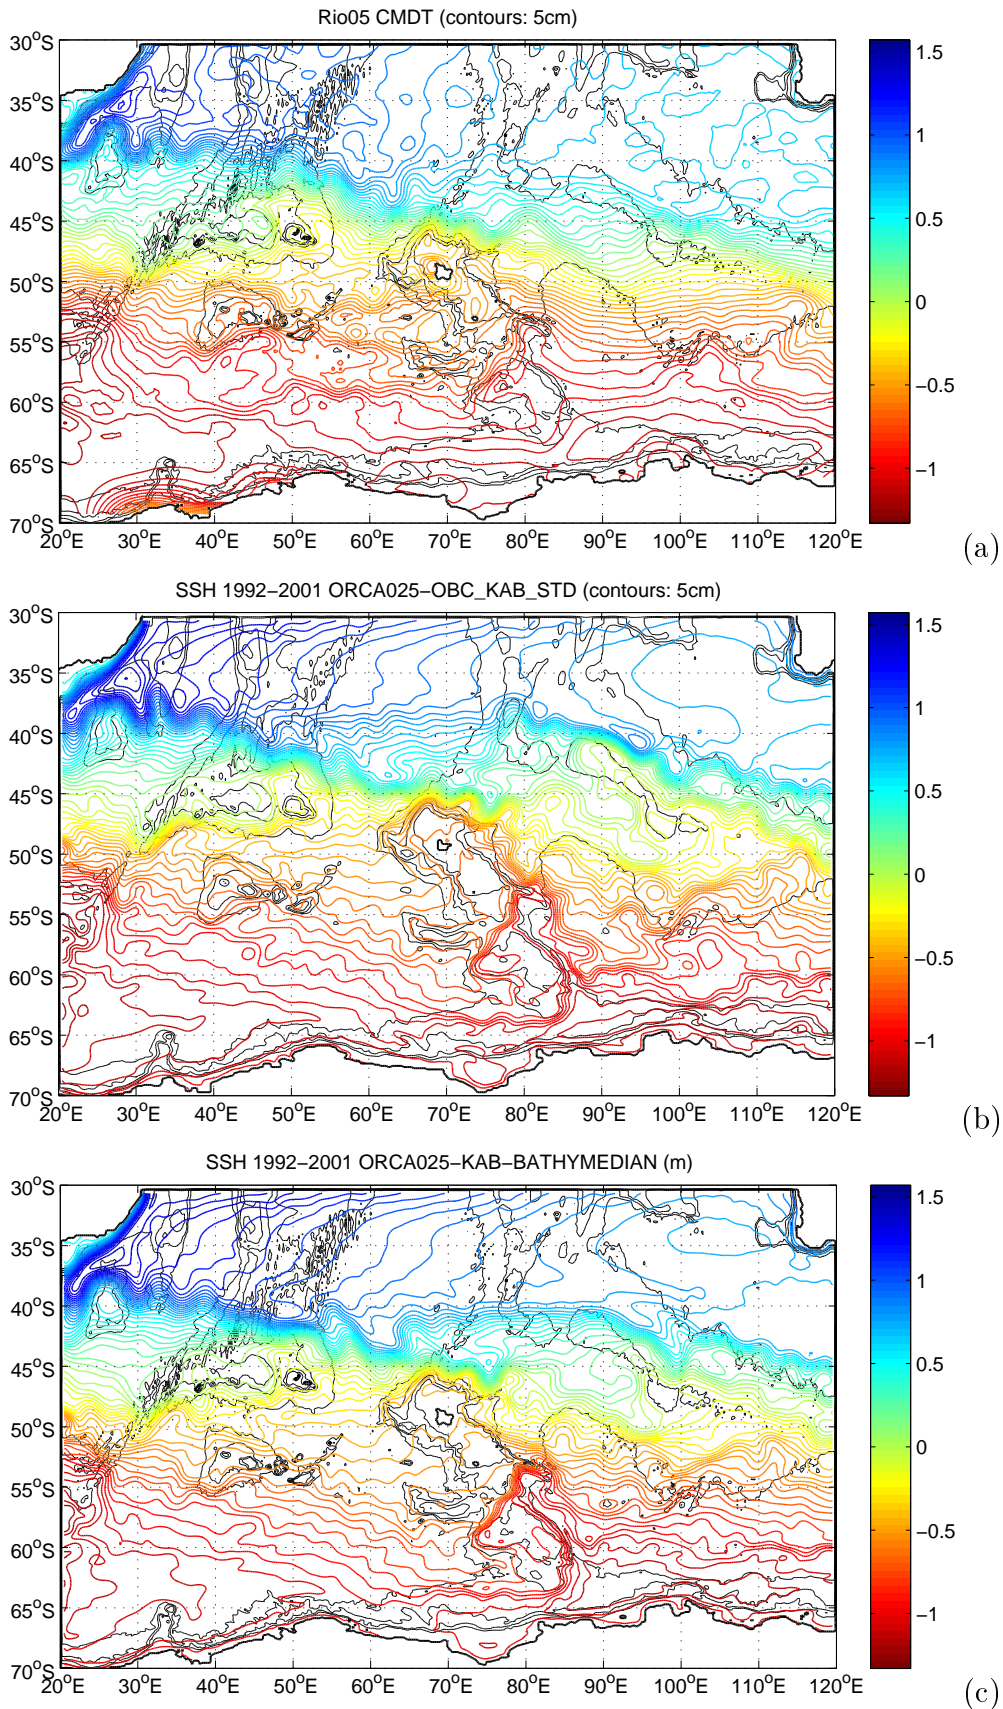 Rio05 CMDT (contours: 5cm)
30°S
35°S
40°S
45°S
50°S
55°S
60°S
65°S
70°S
20°E 30°E 40°E 50°E 60°E 70°E 80°E 90°E 100°E 110°E 120°E
1.5
1
0.5
0
−0.5
−1
(a)
SSH 1992−2001 ORCA025−OBC_KAB_STD (contours: 5cm)
30°S
35°S
40°S
45°S
50°S
55°S
60°S
65°S
70°S
20°E 30°E 40°E 50°E 60°E 70°E 80°E 90°E 100°E 110°E 120°E
1.5
1
0.5
0
−0.5
−1
(b)
SSH 1992−2001 ORCA025−KAB−BATHYMEDIAN (m)
30°S
35°S
40°S
45°S
50°S
55°S
60°S
65°S
70°S
20°E 30°E 40°E 50°E 60°E 70°E 80°E 90°E 100°E 110°E 120°E
1.5
1
0.5
0
−0.5
−1
(c)